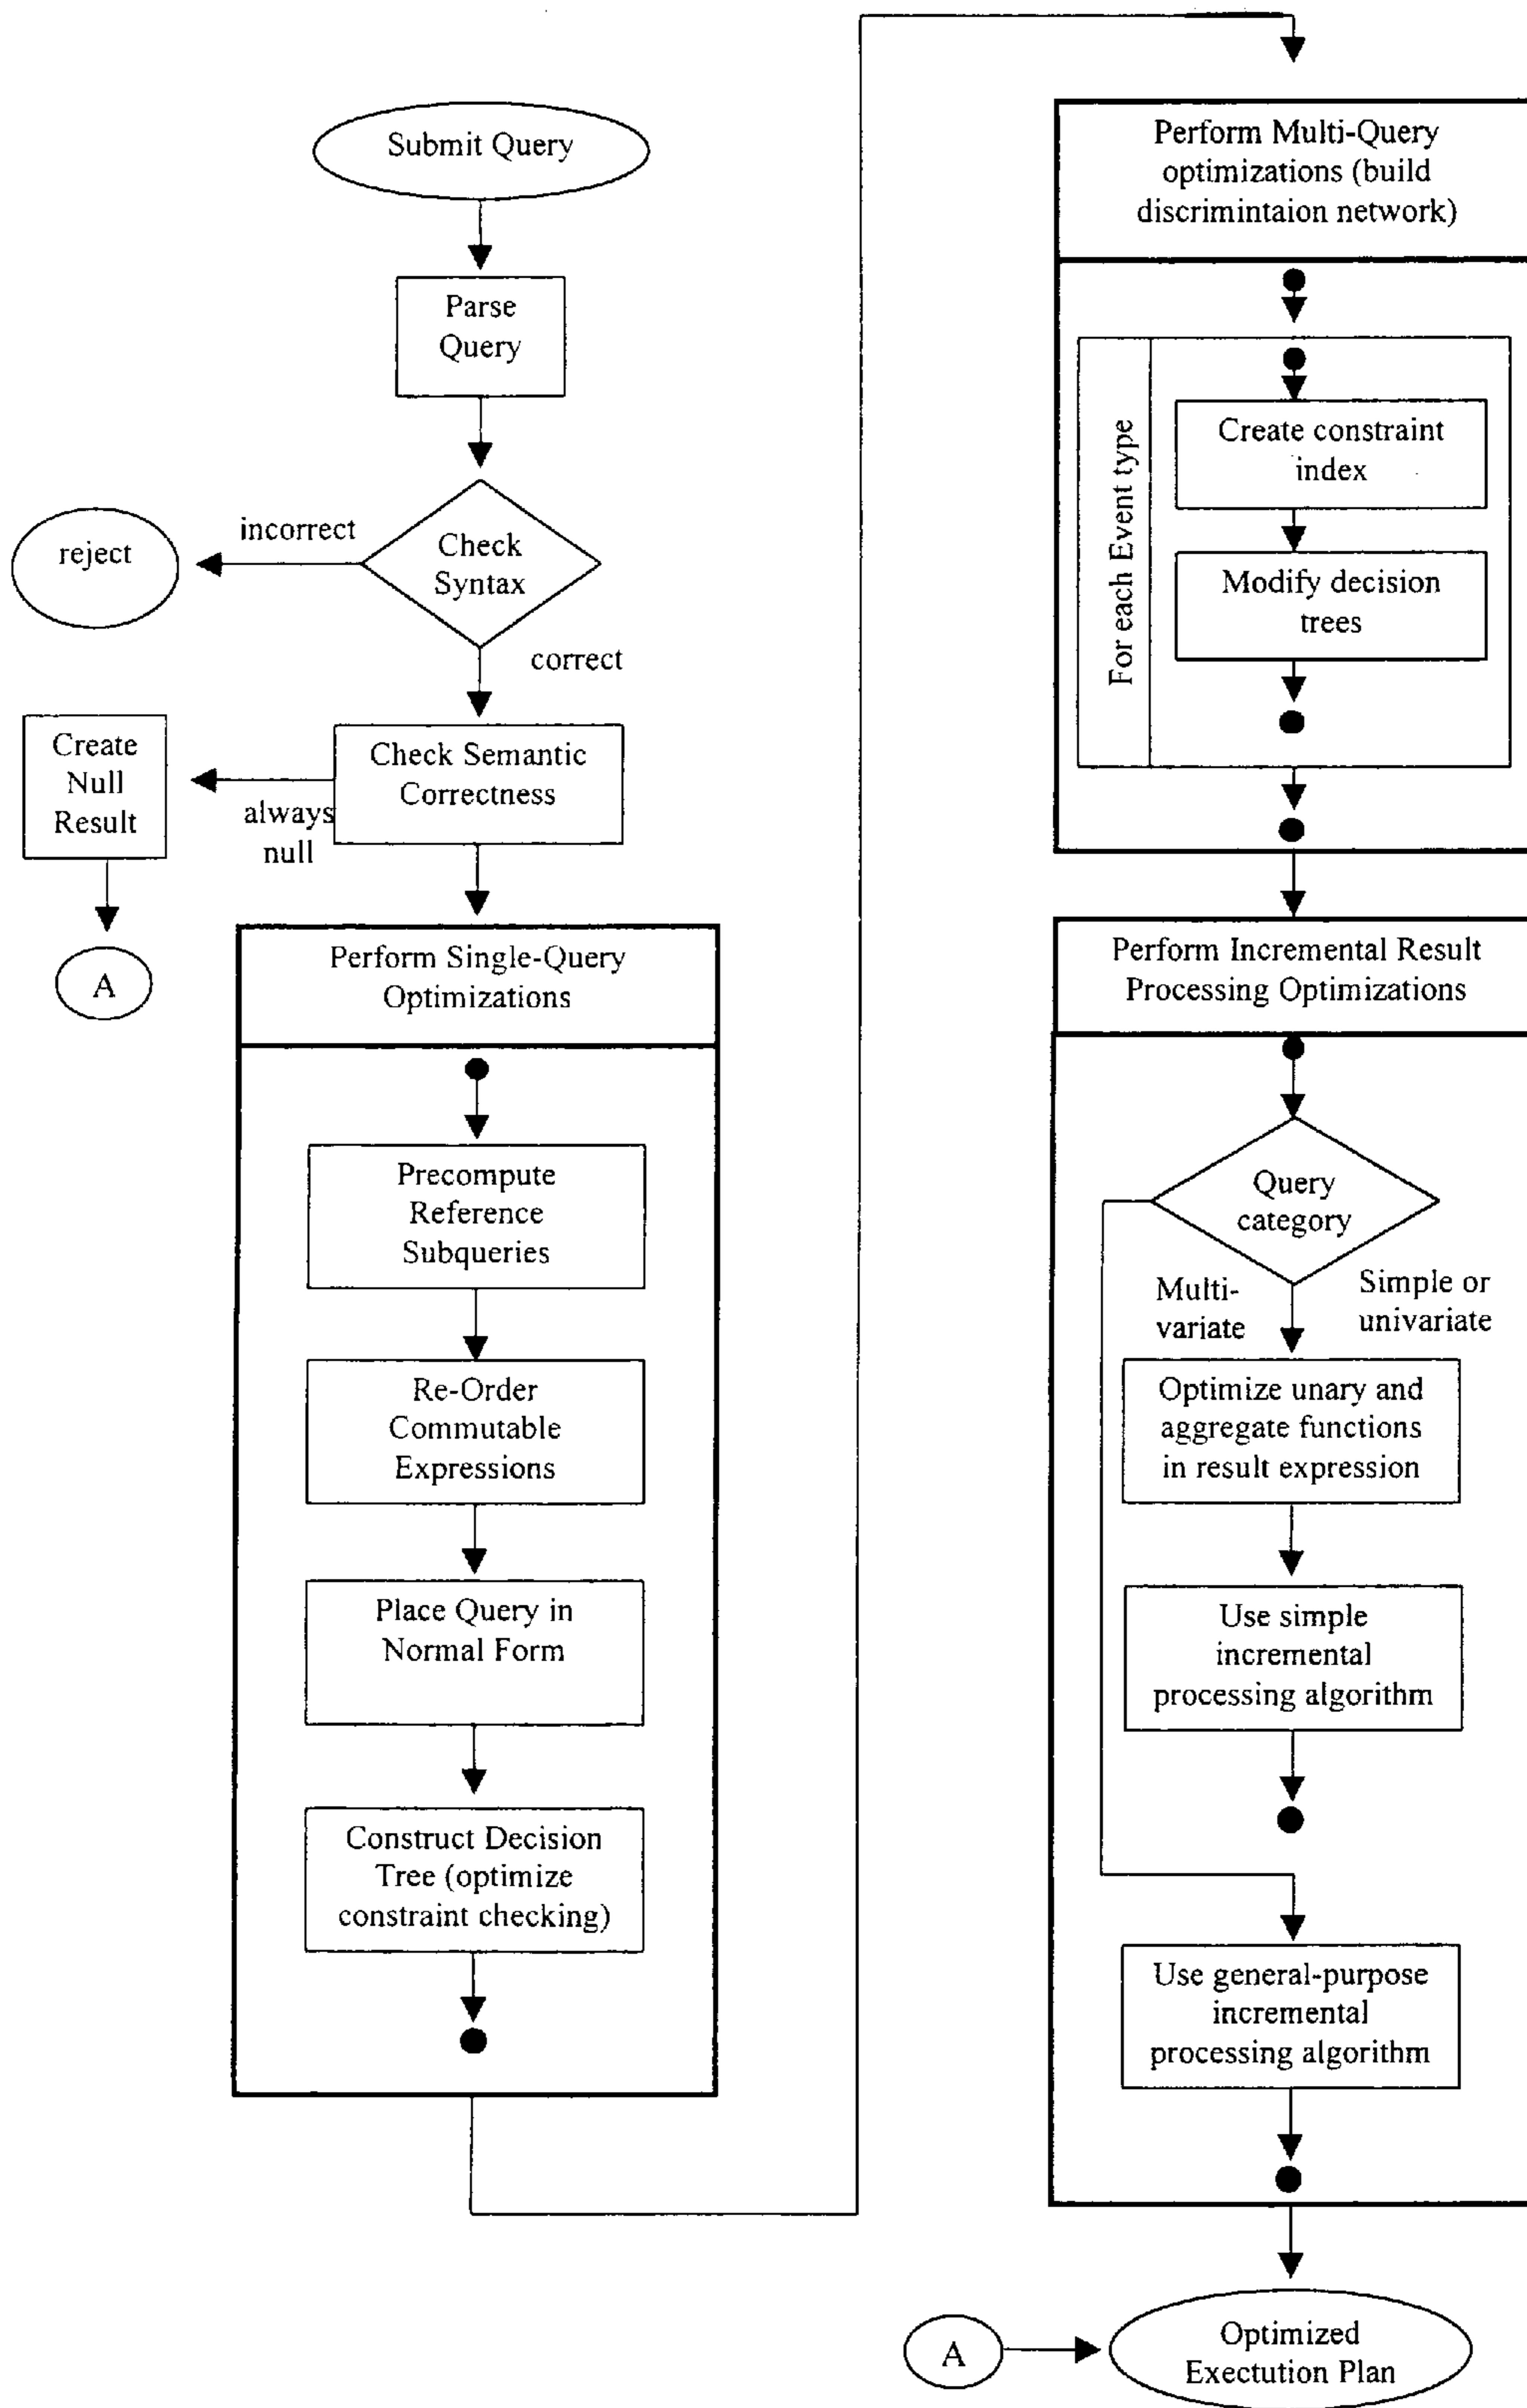 Submit Query
Parse
Query
Check
Syntax
incorrect
reject
correct
Check Semantic
Correctness
always
null
Create
Null
Result
A
Perform Single-Query
Optimizations
Precompute
Reference
Subqueries
Re-Order
Commutable
Expressions
Place Query in
Normal Form
Construct Decision
Tree (optimize
constraint checking)
Perform Multi-Query
optimizations (build
discrimintaion network)
For each Event type
Create constraint
index
Modify decision
trees
Perform Incremental Result
Processing Optimizations
Query
category
Multi-
variate
Simple or
univariate
Optimize unary and
aggregate functions
in result expression
Use simple
incremental
processing algorithm
Use general-purpose
incremental
processing algorithm
A
Optimized
Exectution Plan